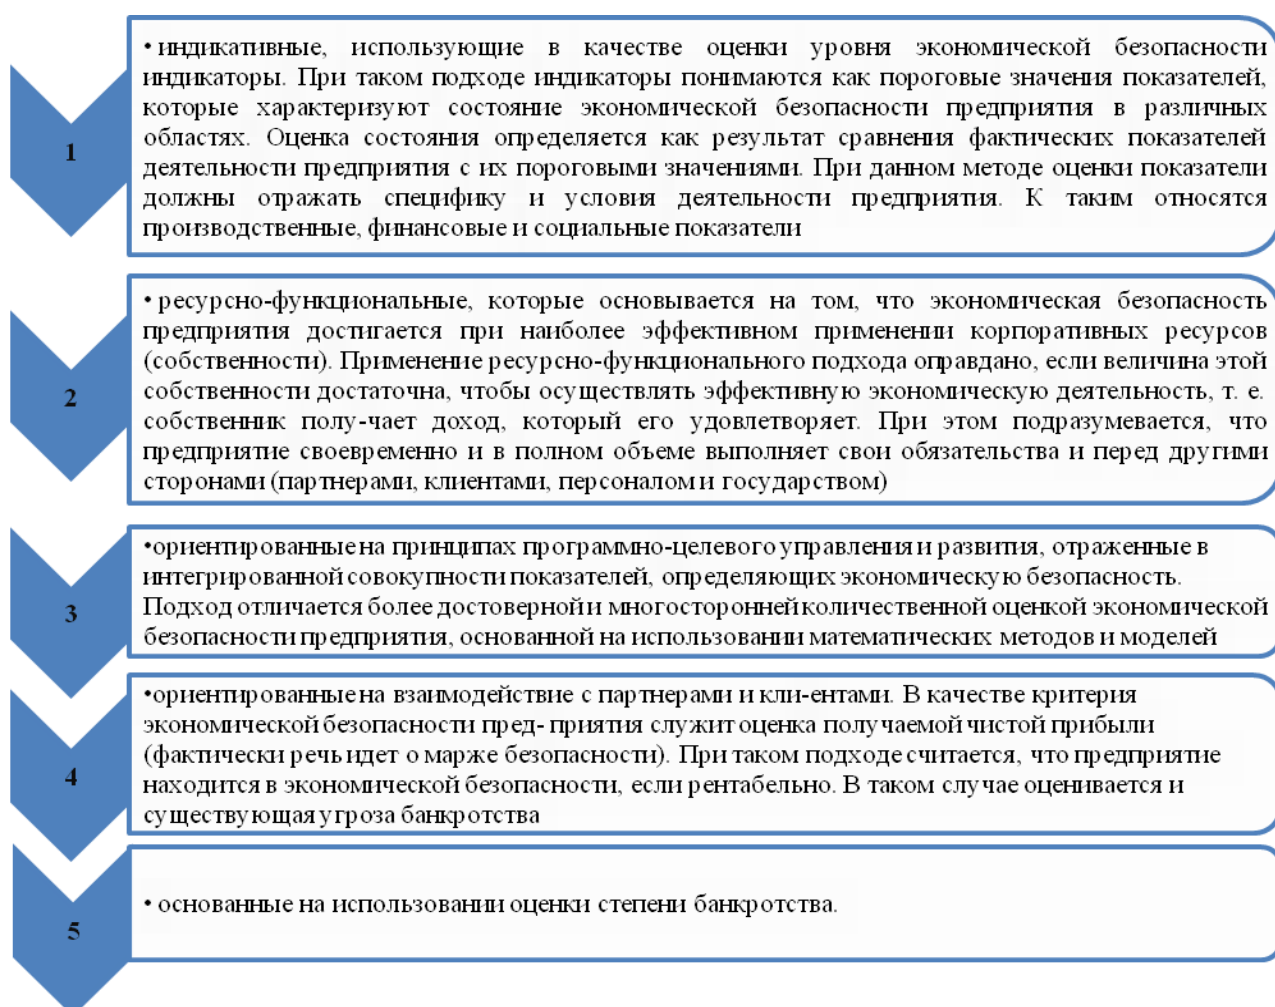 1
• индикативные, использующие в качестве оценки уровня экономической безопасности
индикаторы. При таком подходе индикаторы понимаются как пороговые значения показателей,
которые характеризуют состояние экономической безопасности предприятия в различных
областях. Оценка состояния определяется как результат сравнения фактических показателей
деятельности предприятия с их пороговыми значениями. При данном методе оценки показатели
должны отражать специфику и условия деятельности предприятия. К таким относятся
производственные, финансовые и социальные показатели
2
• ресурсно-функциональные, которые основывается на том, что экономическая безопасность
предприятия достигается при наиболее эффективном применении корпоративных ресурсов
(собственности). Применение ресурсно-функционального подхода оправдано, если величина этой
собственности достаточна, чтобы осуществлять эффективную экономическую деятельность, т. е.
собственник полу-чает доход, который его удовлетворяет. При этом подразумевается, что
предприятие своевременно и в полном объеме выполняет свои обязательства и перед другими
сторонами (партнерами, клиентами, персоналом и государством)
3
•ориентированные на принципах программно-целевого управления и развития, отраженные в
интегрированной совокупности показателей, определяющих экономическую безопасность.
Подход отличается более достоверной и многосторонней количественной оценкой экономической
безопасности предприятия, основанной на использовании математических методов и моделей
4
•ориентированные на взаимодействие с партнерами и кли-ентами. В качестве критерия
экономической безопасности пред- приятия служит оценка получаемой чистой прибыли
(фактически речь идет о марже безопасности). При таком подходе считается, что предприятие
находится в экономической безопасности, если рентабельно. В таком случае оценивается и
существующая угроза банкротства
5
• основанные на использовании оценки степени банкротства.